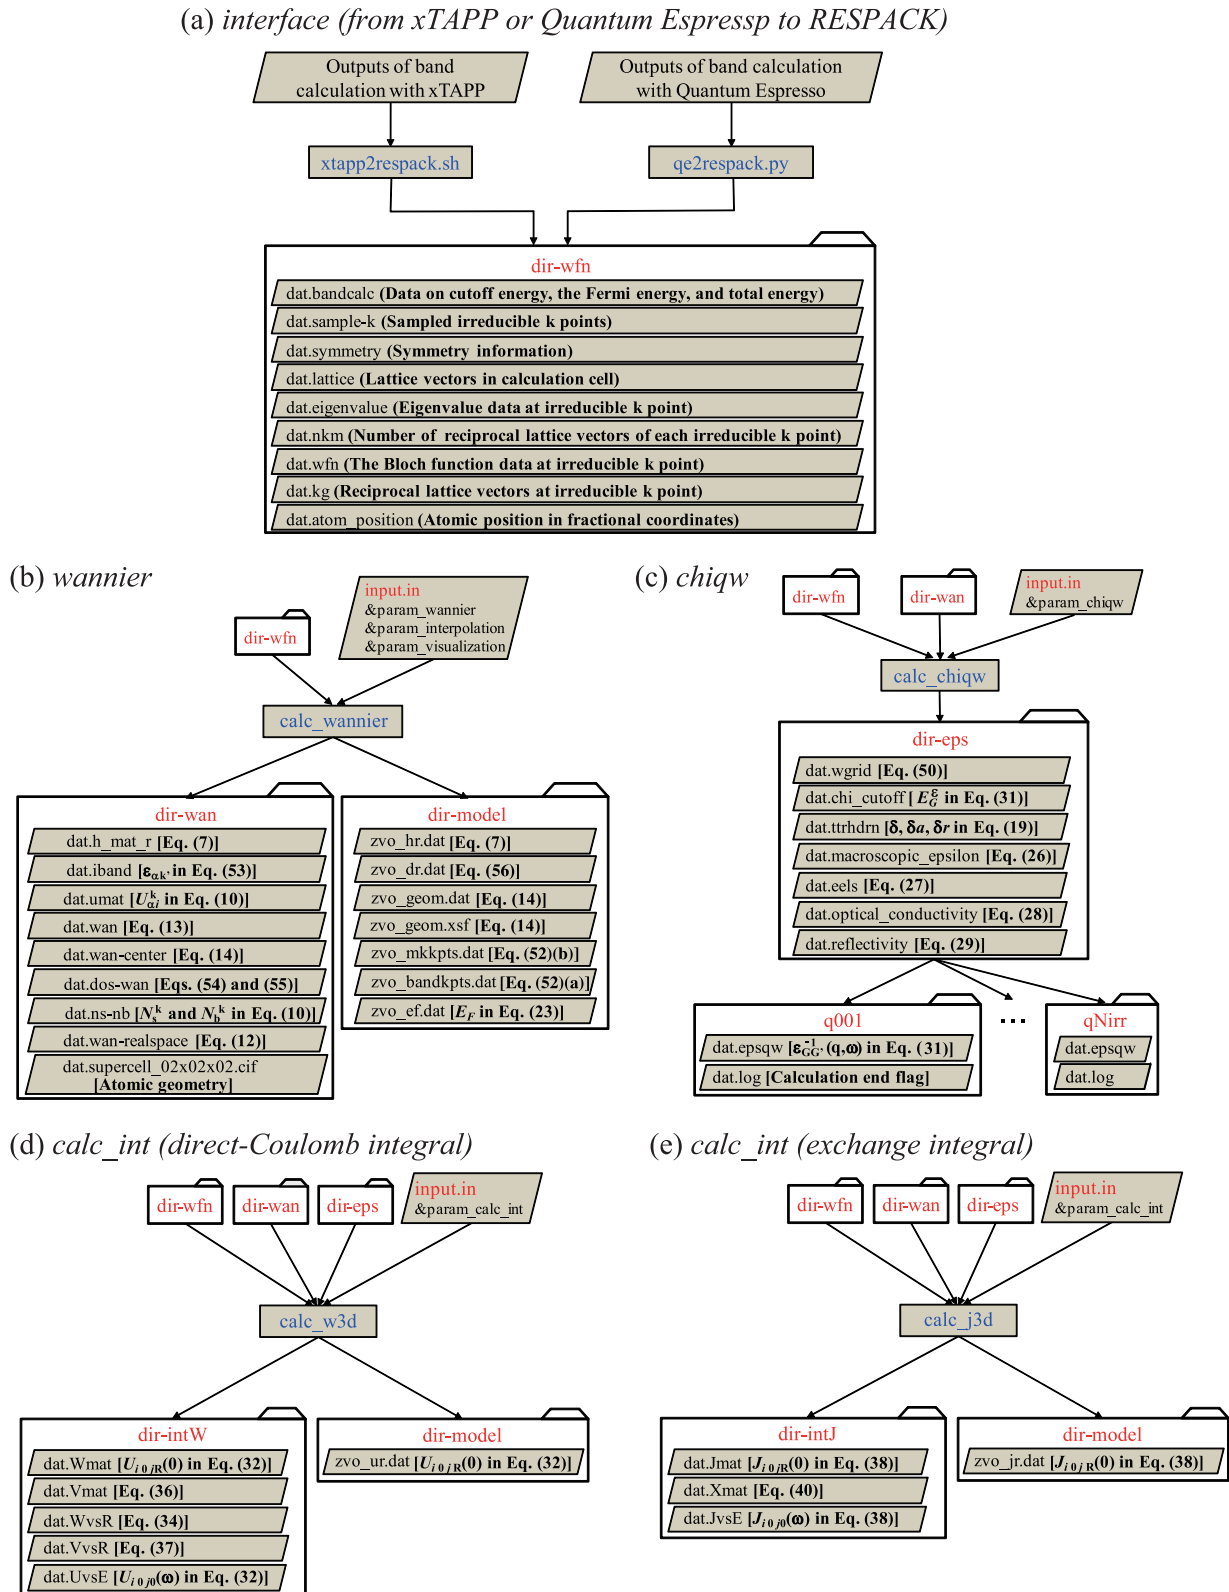 (a) interface (from xTAPP or Quantum Espressp to RESPACK)
Outputs of band
calculation with xTAPP
Outputs of band calculation
with Quantum Espresso
xtapp2respack.sh
qe2respack.py
dir-wfn
dat.bandcalc (Data on cutoff energy, the Fermi energy, and total energy)
dat.sample-k (Sampled irreducible k points)
dat.symmetry (Symmetry information)
dat.lattice (Lattice vectors in calculation cell)
dat.eigenvalue (Eigenvalue data at irreducible k point)
dat.nkm (Number of reciprocal lattice vectors of each irreducible k point)
dat.wfn (The Bloch function data at irreducible k point)
dat.kg (Reciprocal lattice vectors at irreducible k point)
dat.atom_position (Atomic position in fractional coordinates)
(b) wannier
dir-wfn
input.in
&param_wannier
&param_interpolation
&param_visualization
calc_wannier
dir-wan
dat.h_mat_r [Eq. (7)]
dat.iband [ε_αk' in Eq. (53)]
dat.umat [U^k_αi in Eq. (10)]
dat.wan [Eq. (13)]
dat.wan-center [Eq. (14)]
dat.dos-wan [Eqs. (54) and (55)]
dat.ns-nb [N_s^k and N_b^k in Eq. (10)]
dat.wan-realspace [Eq. (12)]
dat.supercell_02x02x02.cif
[Atomic geometry]
dir-model
zvo_hr.dat [Eq. (7)]
zvo_dr.dat [Eq. (56)]
zvo_geom.dat [Eq. (14)]
zvo_geom.xsf [Eq. (14)]
zvo_mkkpts.dat [Eq. (52)(b)]
zvo_bandkpts.dat [Eq. (52)(a)]
zvo_ef.dat [E_F in Eq. (23)]
(c) chiqw
dir-wfn
dir-wan
input.in
&param_chiqw
calc_chiqw
dir-eps
dat.wgrid [Eq. (50)]
dat.chi_cutoff [E_G^ε in Eq. (31)]
dat.ttrhdrn [δ, δa, δr in Eq. (19)]
dat.macroscopic_epsilon [Eq. (26)]
dat.eels [Eq. (27)]
dat.optical_conductivity [Eq. (28)]
dat.reflectivity [Eq. (29)]
q001
dat.epsqw [ε^-1_GG'(q,ω) in Eq. (31)]
dat.log [Calculation end flag]
...
qNirr
dat.epsqw
dat.log
(d) calc_int (direct-Coulomb integral)
dir-wfn
dir-wan
dir-eps
input.in
&param_calc_int
calc_w3d
dir-intW
dat.Wmat [U_i0jR(0) in Eq. (32)]
dat.Vmat [Eq. (36)]
dat.WvsR [Eq. (34)]
dat.VvsR [Eq. (37)]
dat.UvsE [U_i0j0(ω) in Eq. (32)]
dir-model
zvo_ur.dat [U_i0jR(0) in Eq. (32)]
(e) calc_int (exchange integral)
dir-wfn
dir-wan
dir-eps
input.in
&param_calc_int
calc_j3d
dir-intJ
dat.Jmat [J_i0jR(0) in Eq. (38)]
dat.Xmat [Eq. (40)]
dat.JvsE [J_i0j0(ω) in Eq. (38)]
dir-model
zvo_jr.dat [J_i0jR(0) in Eq. (38)]